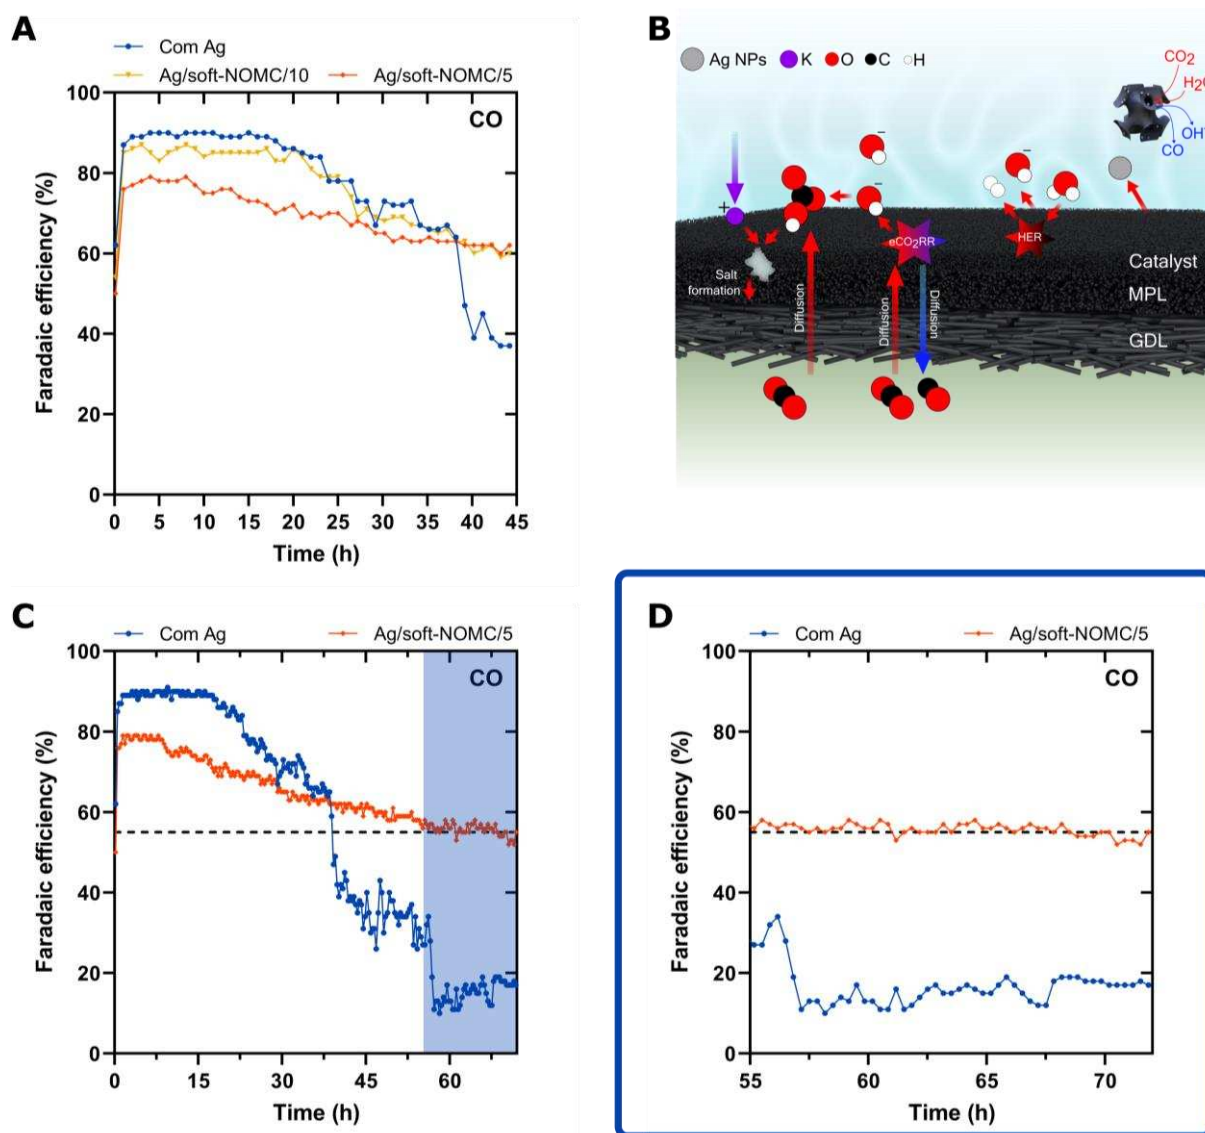 A
Com Ag
Ag/soft-NOMC/10 Ag/soft-NOMC/5
CO
Faradaic efficiency (%)
100
80
60
40
20
0
0 5 10 15 20 25 30 35 40 45
Time (h)
B
Ag NPs K O C H
CO2
H2O
OH-
CO
+
-
-
-
eCO2RR
HER
Salt
formation
Diffusion
Diffusion
Diffusion
Catalyst
MPL
GDL
C
Com Ag Ag/soft-NOMC/5
CO
Faradaic efficiency (%)
100
80
60
40
20
0
0 15 30 45 60
Time (h)
D
Com Ag Ag/soft-NOMC/5
CO
Faradaic efficiency (%)
100
80
60
40
20
0
55 60 65 70
Time (h)